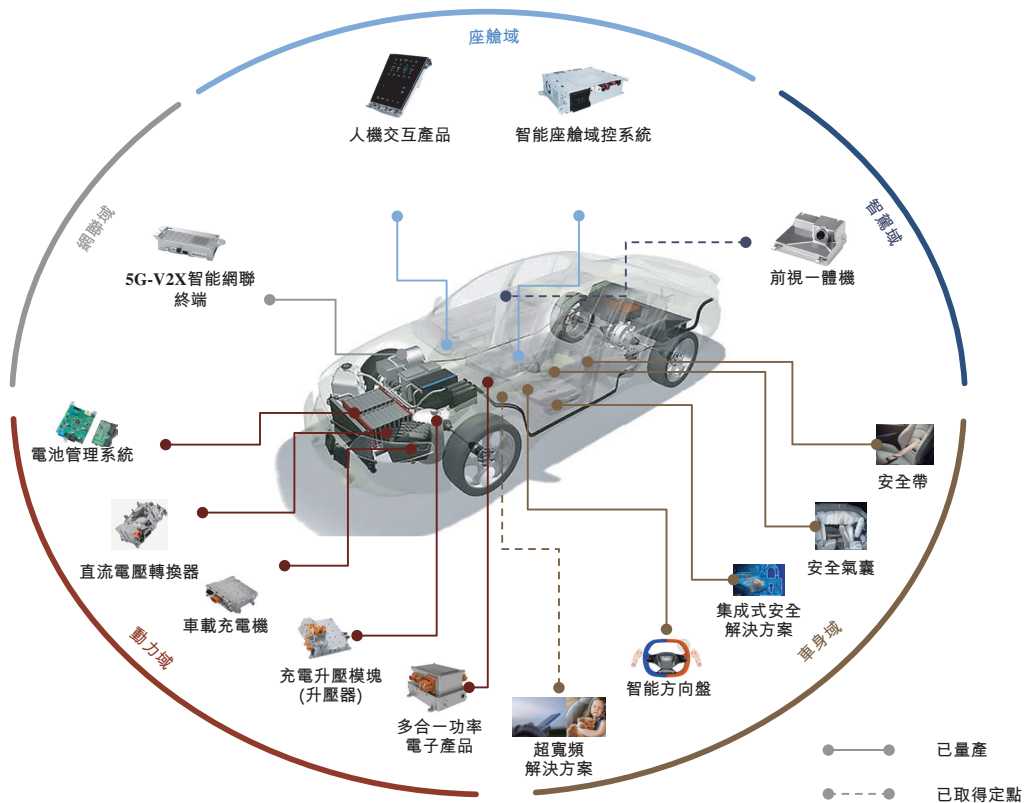 座艙域
人機交互產品
智能座艙域控系統
網聯域
智駕域
5G-V2X智能網聯
終端
前視一體機
電池管理系統
安全帶
直流電壓轉換器
安全氣囊
車載充電機
集成式安全
解決方案
動力域
車身域
充電升壓模塊
(升壓器)
智能方向盤
多合一功率
電子產品
超寬頻
解決方案
已量產
已取得定點